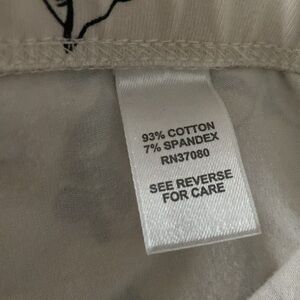 93% COTTON
7% SPANDEX
RN37080
SEE REVERSE
FOR CARE